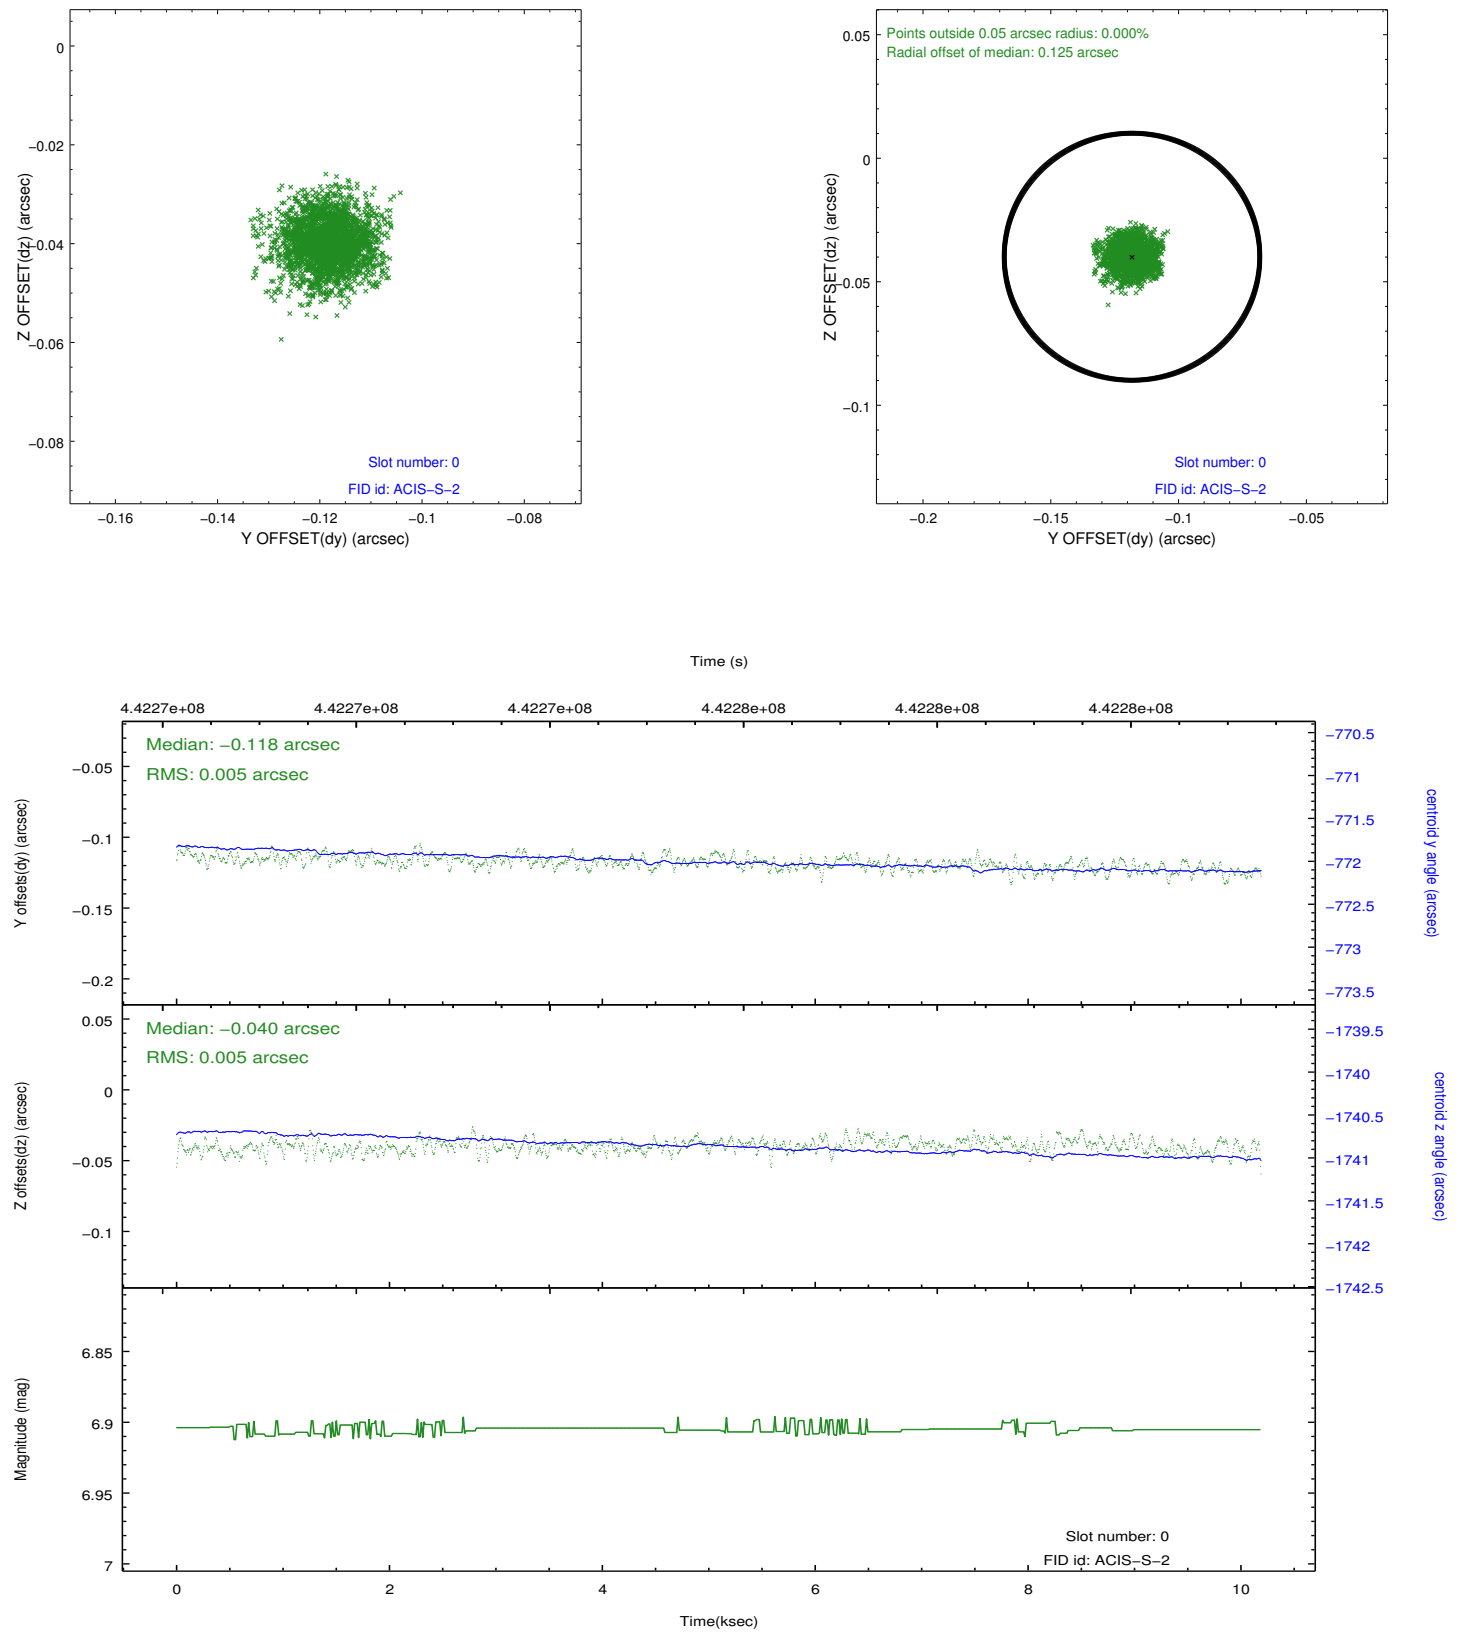 0
−0.02
−0.04
−0.06
−0.08
Z OFFSET(dz) (arcsec)
Slot number: 0
FID id: ACIS−S−2
−0.16
−0.14
−0.12
−0.1
−0.08
Y OFFSET(dy) (arcsec)
Points outside 0.05 arcsec radius: 0.000%
Radial offset of median: 0.125 arcsec
0.05
0
−0.05
−0.1
Z OFFSET(dz) (arcsec)
Slot number: 0
FID id: ACIS−S−2
−0.2
−0.15
−0.1
−0.05
Y OFFSET(dy) (arcsec)
Time (s)
4.4227e+08
4.4227e+08
4.4227e+08
4.4228e+08
4.4228e+08
4.4228e+08
Median: −0.118 arcsec
RMS: 0.005 arcsec
−0.05
−0.1
−0.15
−0.2
Y offsets(dy) (arcsec)
−770.5
−771
−771.5
−772
−772.5
−773
−773.5
centroid y angle (arcsec)
Median: −0.040 arcsec
RMS: 0.005 arcsec
0.05
0
−0.05
−0.1
Z offsets(dz) (arcsec)
−1739.5
−1740
−1740.5
−1741
−1741.5
−1742
−1742.5
centroid z angle (arcsec)
6.85
6.9
6.95
7
Magnitude (mag)
Slot number: 0
FID id: ACIS−S−2
0
2
4
6
8
10
Time(ksec)